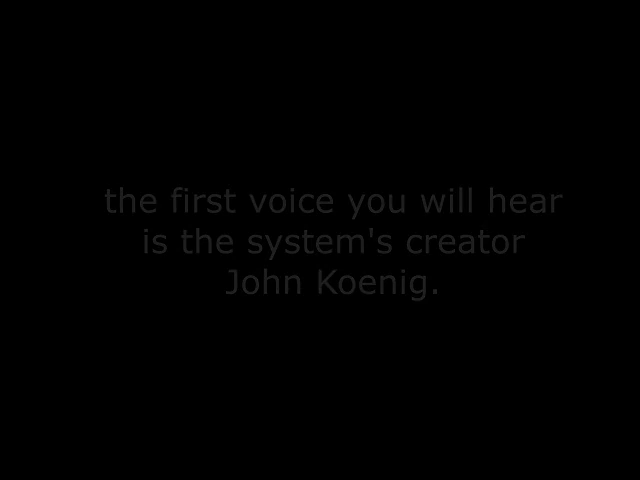 the first voice you will hear
is the system's creator
John Koenig.